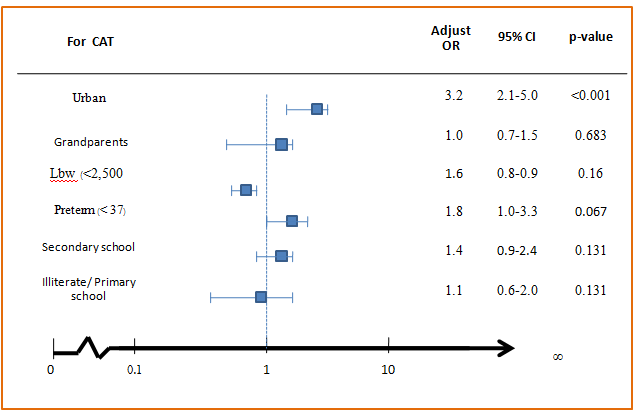 For CAT Adjust OR 95% CI p-value
Urban 3.2 2.1-5.0 <0.001
Grandparents 1.0 0.7-1.5 0.683
Lbw (<2,500 1.6 0.8-0.9 0.16
Preterm (< 37) 1.8 1.0-3.3 0.067
Secondary school 1.4 0.9-2.4 0.131
Illiterate/ Primary
school 1.1 0.6-2.0 0.131
0 0.1 1 10 ∞